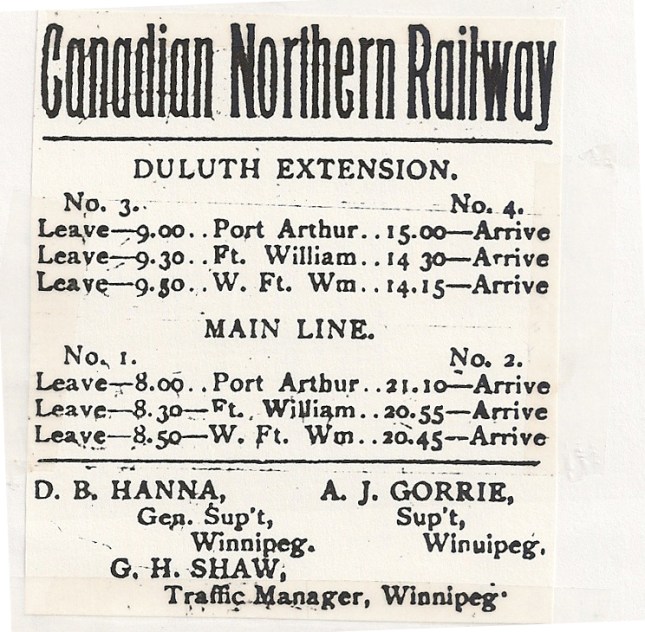 Canadian Northern Railway
DULUTH EXTENSION.
No. 3. No. 4.
Leave—9.00..Port Arthur..15.00—Arrive
Leave—9.30..Ft. William..14 30—Arrive
Leave—9.50..W. Ft. Wm..14.15—Arrive
MAIN LINE.
No. 1. No. 2.
Leave—8.00..Port Arthur..21.10—Arrive
Leave—8.30—Ft. William..20.55—Arrive
Leave—8.50—W. Ft. Wm..20.45—Arrive
D. B. HANNA, A. J. GORRIE,
Gen. Sup't, Sup't,
Winnipeg. Winuipeg.
G. H. SHAW,
Traffic Manager, Winnipeg·